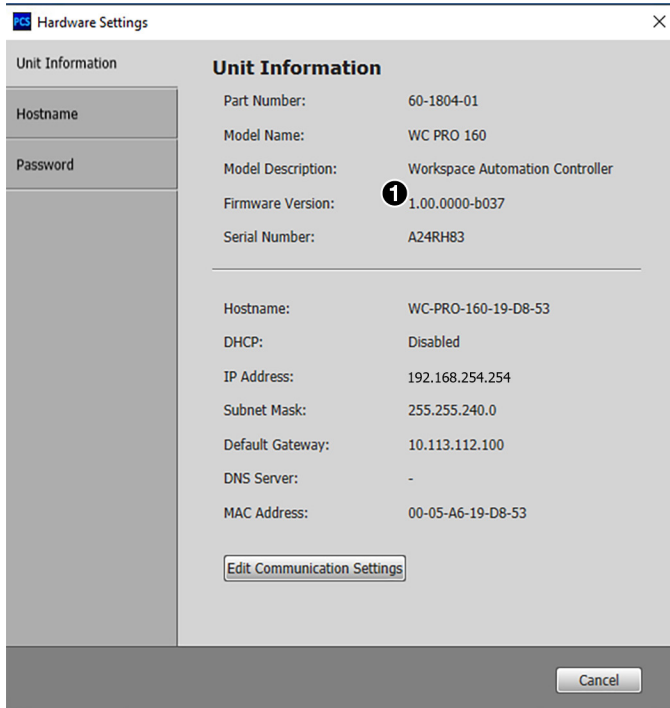 PCS Hardware Settings
Unit Information
Hostname
Password
Unit Information
Part Number: 60-1804-01
Model Name: WC PRO 160
Model Description: Workspace Automation Controller
Firmware Version: 1 1.00.0000-b037
Serial Number: A24RH83
Hostname: WC-PRO-160-19-D8-53
DHCP: Disabled
IP Address: 192.168.254.254
Subnet Mask: 255.255.240.0
Default Gateway: 10.113.112.100
DNS Server: -
MAC Address: 00-05-A6-19-D8-53
Edit Communication Settings
Cancel